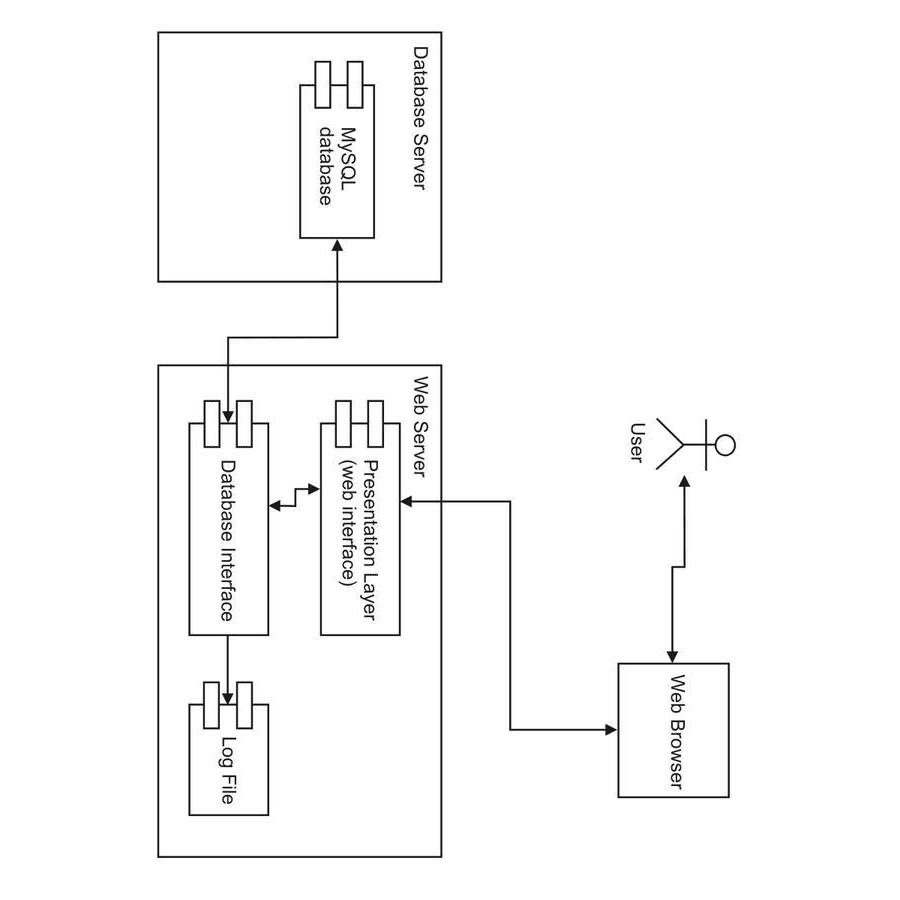 User
Web Browser
Web Server
Presentation Layer
(web interface)
Database Interface
Log File
Database Server
MySQL
database